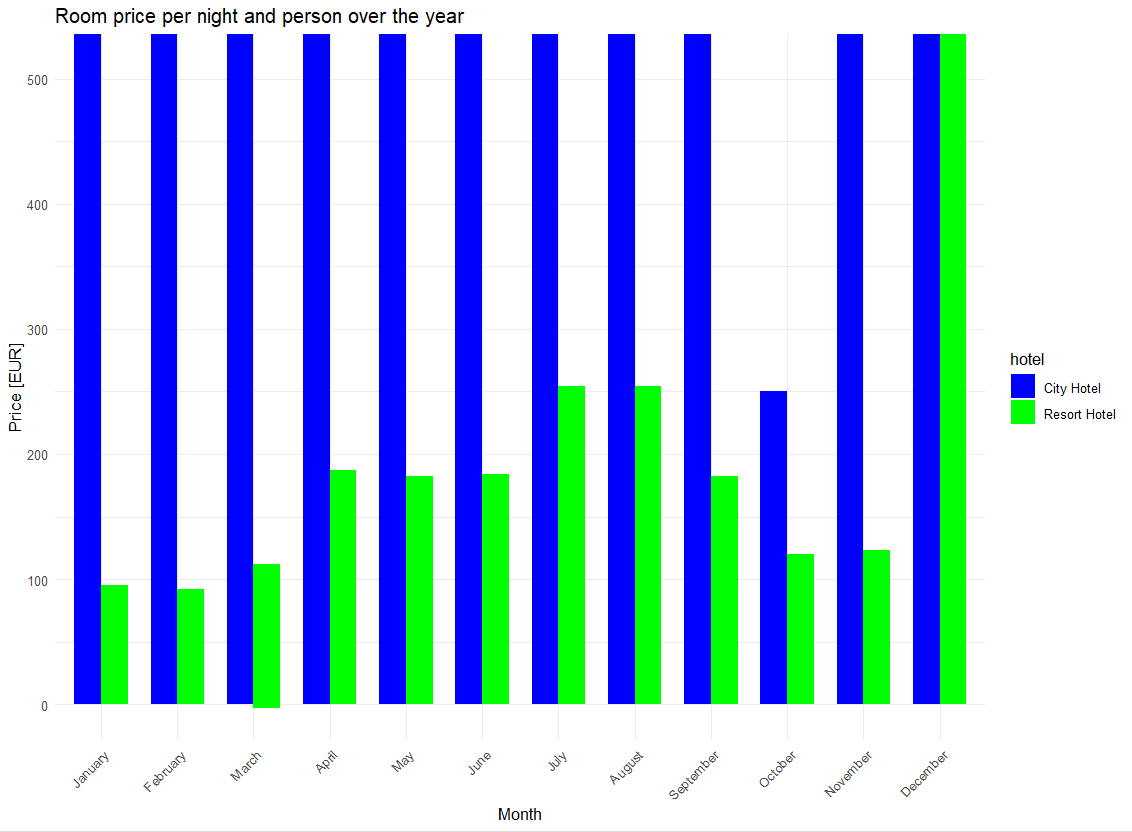 Room price per night and person over the year
Price [EUR]
500
400
300
200
100
0
January
February
March
April
May
June
July
August
September
October
November
December
Month
hotel
City Hotel
Resort Hotel